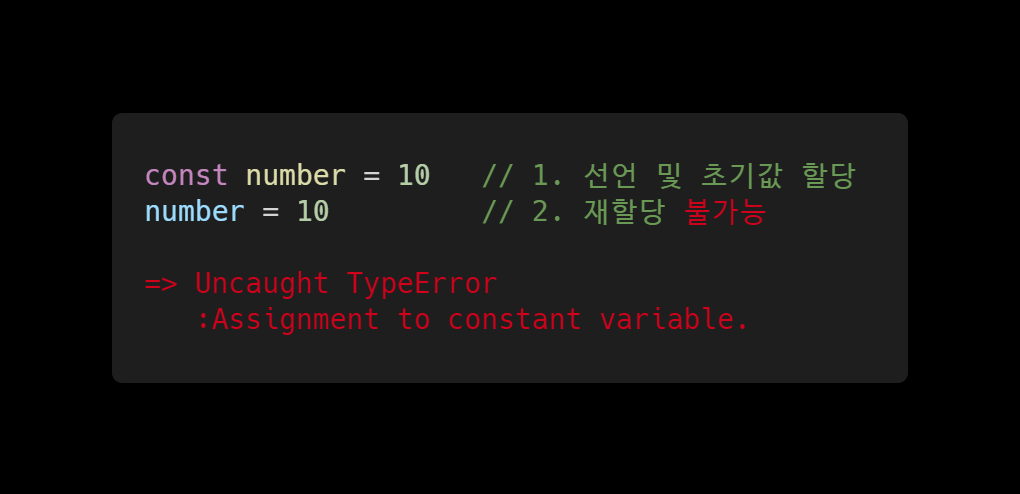 const number = 10   // 1. 선언 및 초기값 할당
number = 10         // 2. 재할당 불가능
=> Uncaught TypeError
   :Assignment to constant variable.